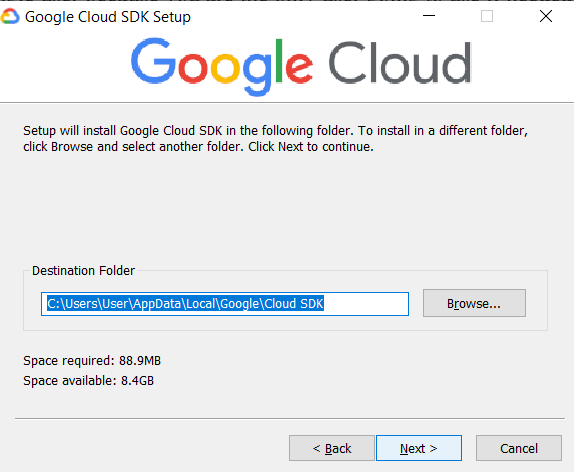 Google Cloud SDK Setup
Google Cloud
Setup will install Google Cloud SDK in the following folder. To install in a different folder,
click Browse and select another folder. Click Next to continue.
Destination Folder
C:\Users\User\AppData\Local\Google\Cloud SDK
Browse...
Space required: 88.9MB
Space available: 8.4GB
< Back
Next >
Cancel